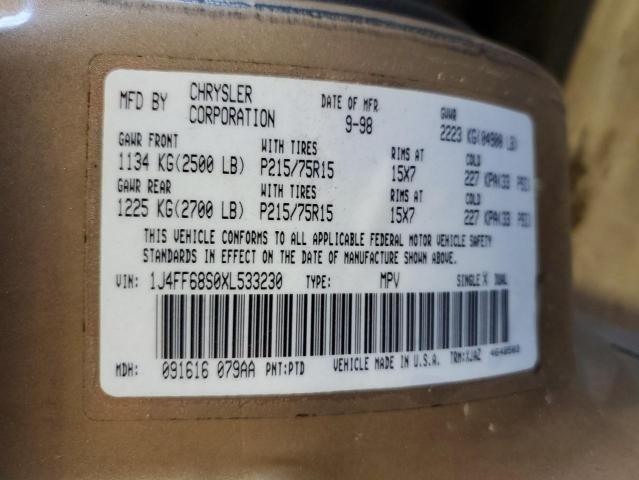 MFD BY CHRYSLER CORPORATION DATE OF MFR 9-98 GVWR 2223 KG(04900 LB)
GAWR FRONT WITH TIRES RIMS AT COLD
1134 KG(2500 LB) P215/75R15 15X7 227 KPA(33 PSI)
GAWR REAR WITH TIRES RIMS AT COLD
1225 KG(2700 LB) P215/75R15 15X7 227 KPA(33 PSI)
THIS VEHICLE CONFORMS TO ALL APPLICABLE FEDERAL MOTOR VEHICLE SAFETY
STANDARDS IN EFFECT ON THE DATE OF MANUFACTURE SHOWN ABOVE.
VIN: 1J4FF68S0XL533230 TYPE: MPV SINGLE X DUAL
MDH: 091616 079AA PNT:PTD VEHICLE MADE IN U.S.A. TRM:XJAZ